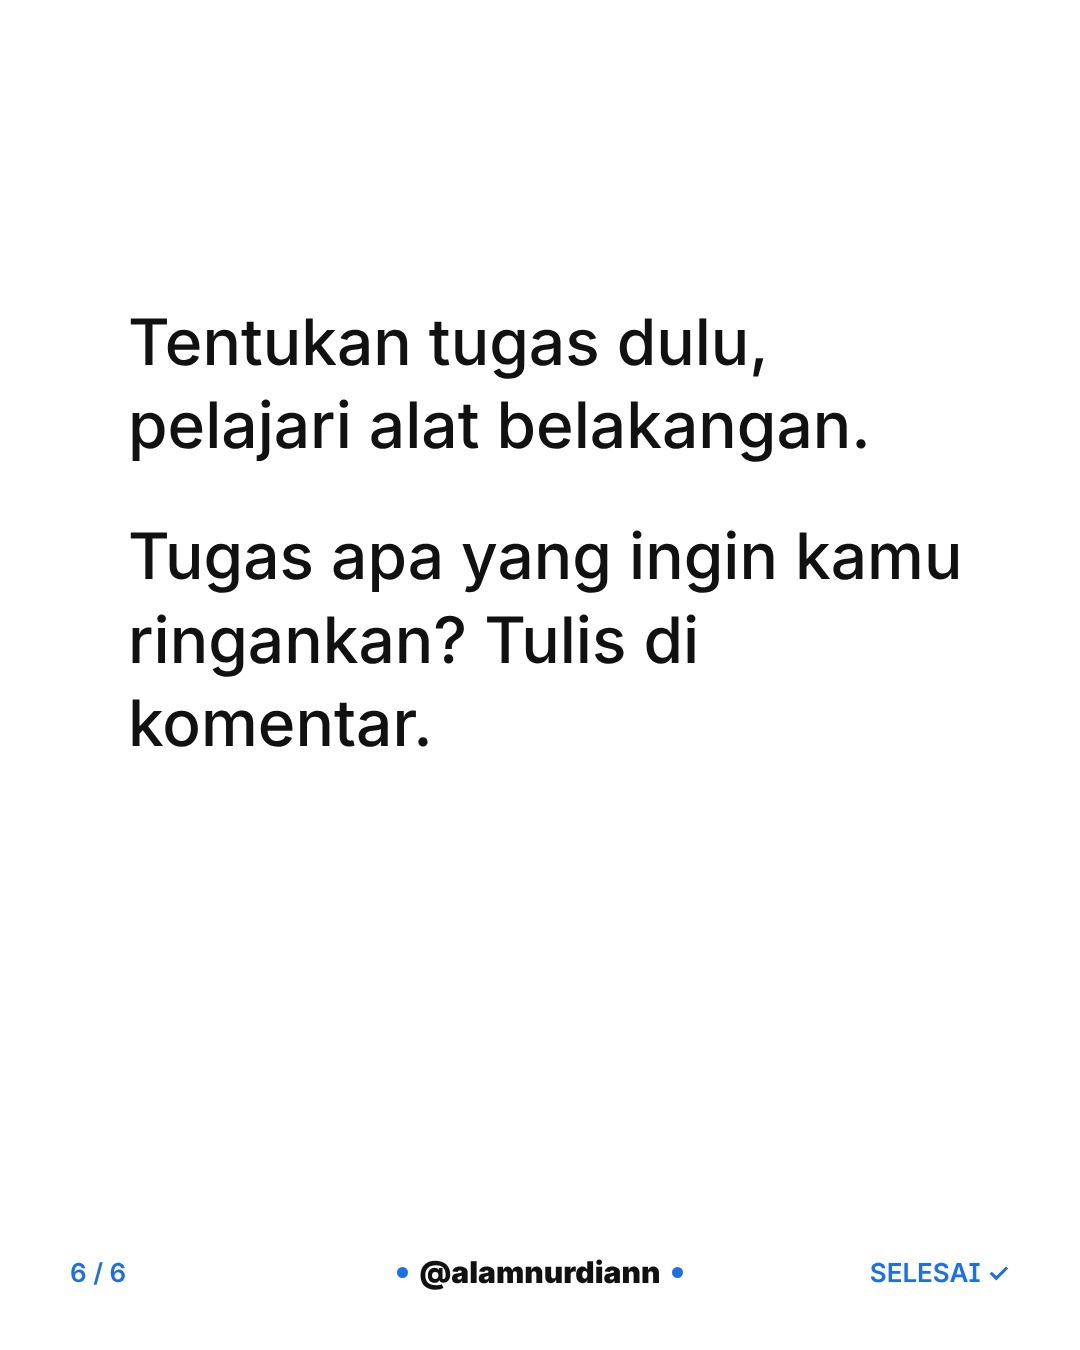 Tentukan tugas dulu,
pelajari alat belakangan.
Tugas apa yang ingin kamu
ringankan? Tulis di
komentar.
6 / 6
• @alamnurdiann •
SELESAI ✓